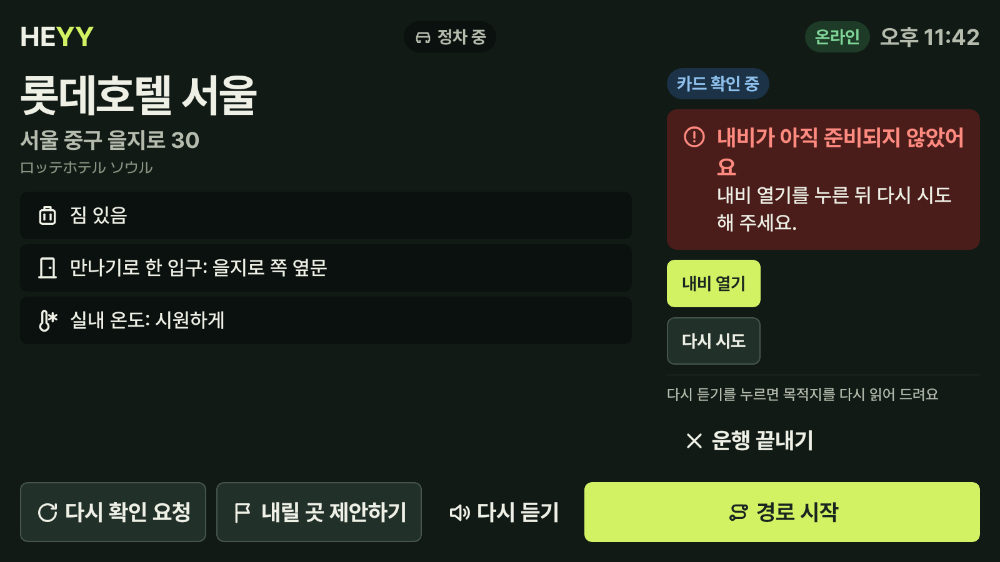 HEYY
정차 중
온라인
오후 11:42
롯데호텔 서울
서울 중구 을지로 30
ロッテホテル ソウル
짐 있음
만나기로 한 입구: 을지로 쪽 옆문
실내 온도: 시원하게
카드 확인 중
내비가 아직 준비되지 않았어
요
내비 열기를 누른 뒤 다시 시도
해 주세요.
내비 열기
다시 시도
다시 듣기를 누르면 목적지를 다시 읽어 드려요
운행 끝내기
다시 확인 요청
내릴 곳 제안하기
다시 듣기
경로 시작